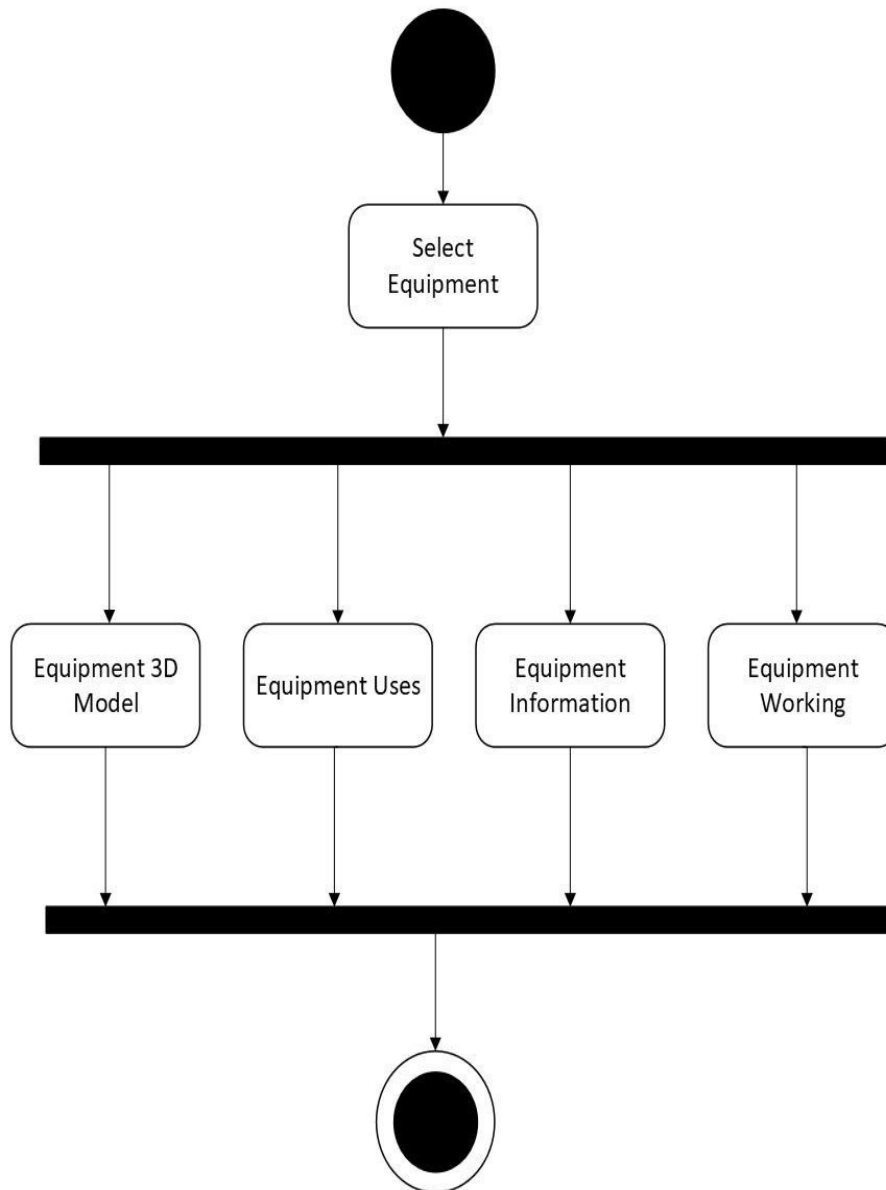 Select
Equipment
Equipment 3D
Model
Equipment Uses
Equipment
Information
Equipment
Working